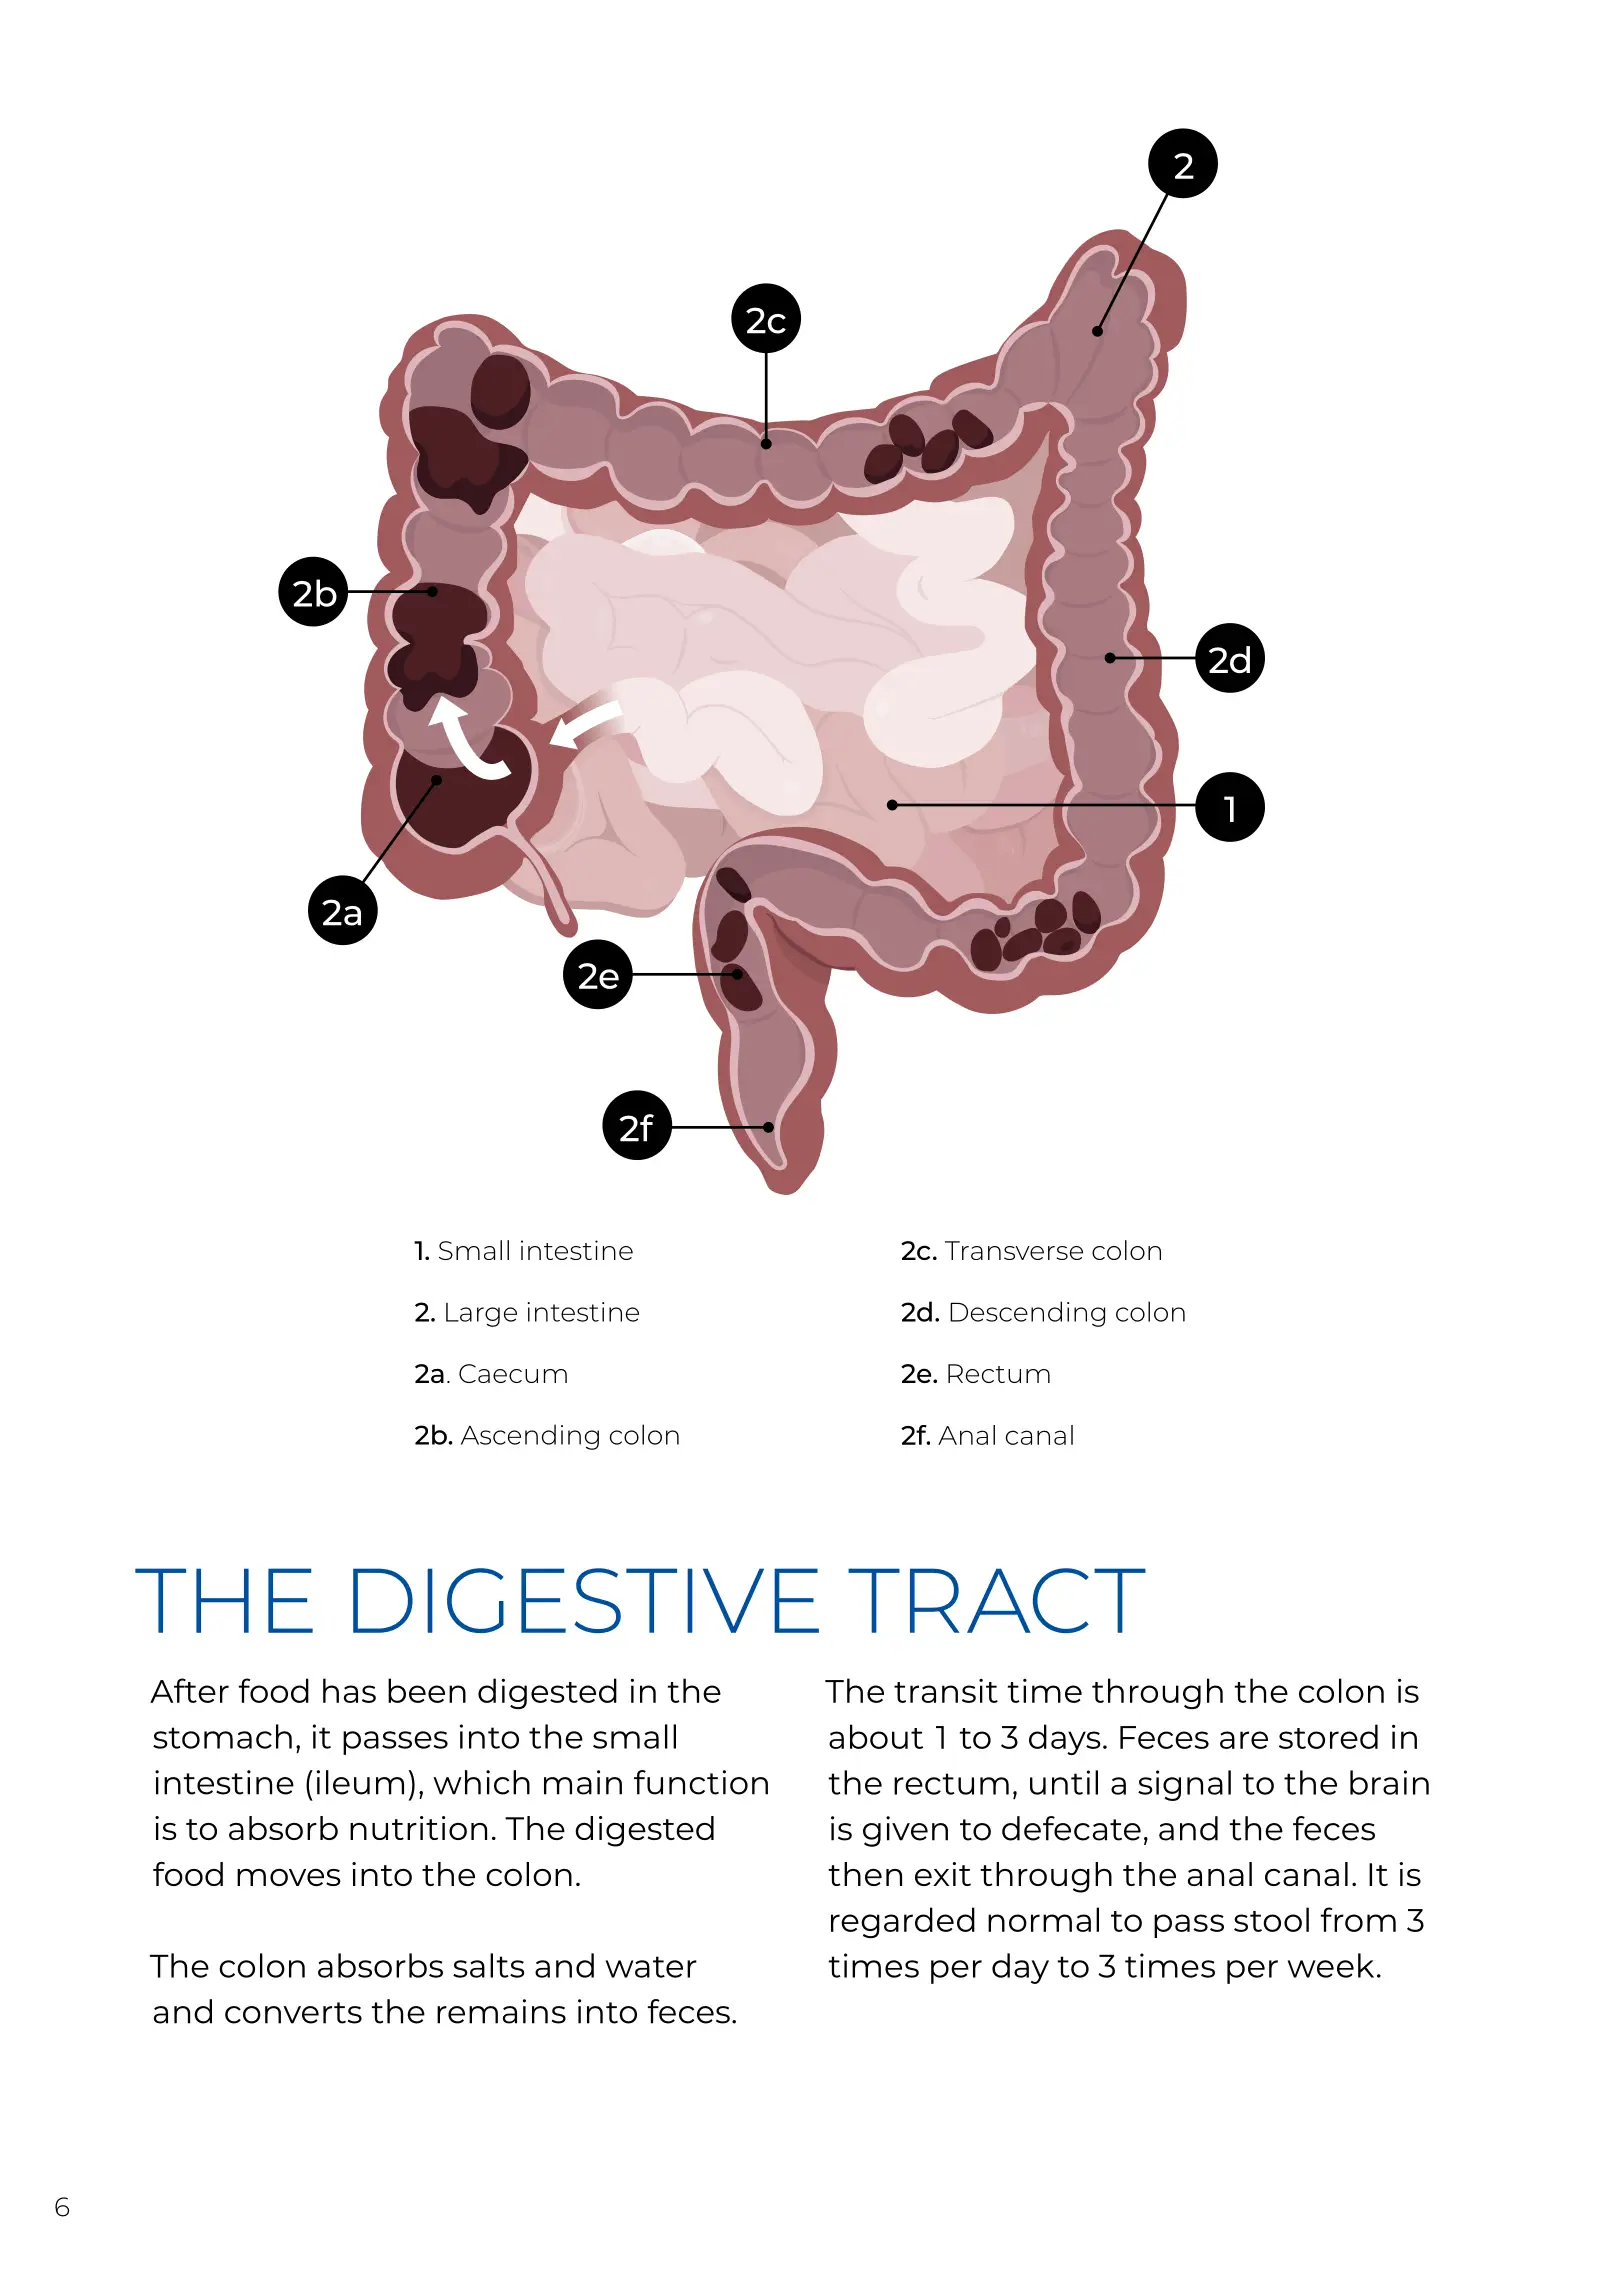 2
2c
2b
2d
1
2a
2e
2f
1. Small intestine
2. Large intestine
2a. Caecum
2b. Ascending colon
2c. Transverse colon
2d. Descending colon
2e. Rectum
2f. Anal canal
THE DIGESTIVE TRACT
After food has been digested in the
stomach, it passes into the small
intestine (ileum), which main function
is to absorb nutrition. The digested
food moves into the colon.
The colon absorbs salts and water
and converts the remains into feces.
The transit time through the colon is
about 1 to 3 days. Feces are stored in
the rectum, until a signal to the brain
is given to defecate, and the feces
then exit through the anal canal. It is
regarded normal to pass stool from 3
times per day to 3 times per week.
6